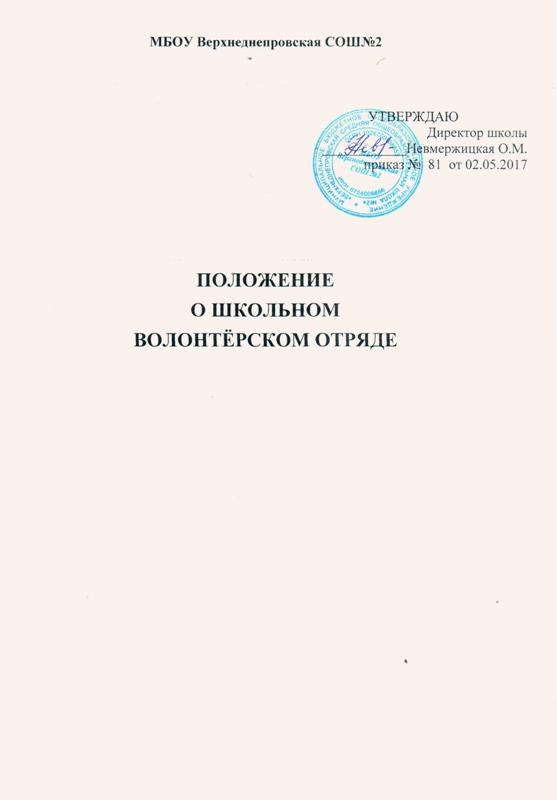 МБОУ Верхнеднепровская СОШ№2
УТВЕРЖДАЮ
Директор школы
Невмержицкая О.М.
приказ № 81 от 02.05.2017
ПОЛОЖЕНИЕ
О ШКОЛЬНОМ
ВОЛОНТЁРСКОМ ОТРЯДЕ